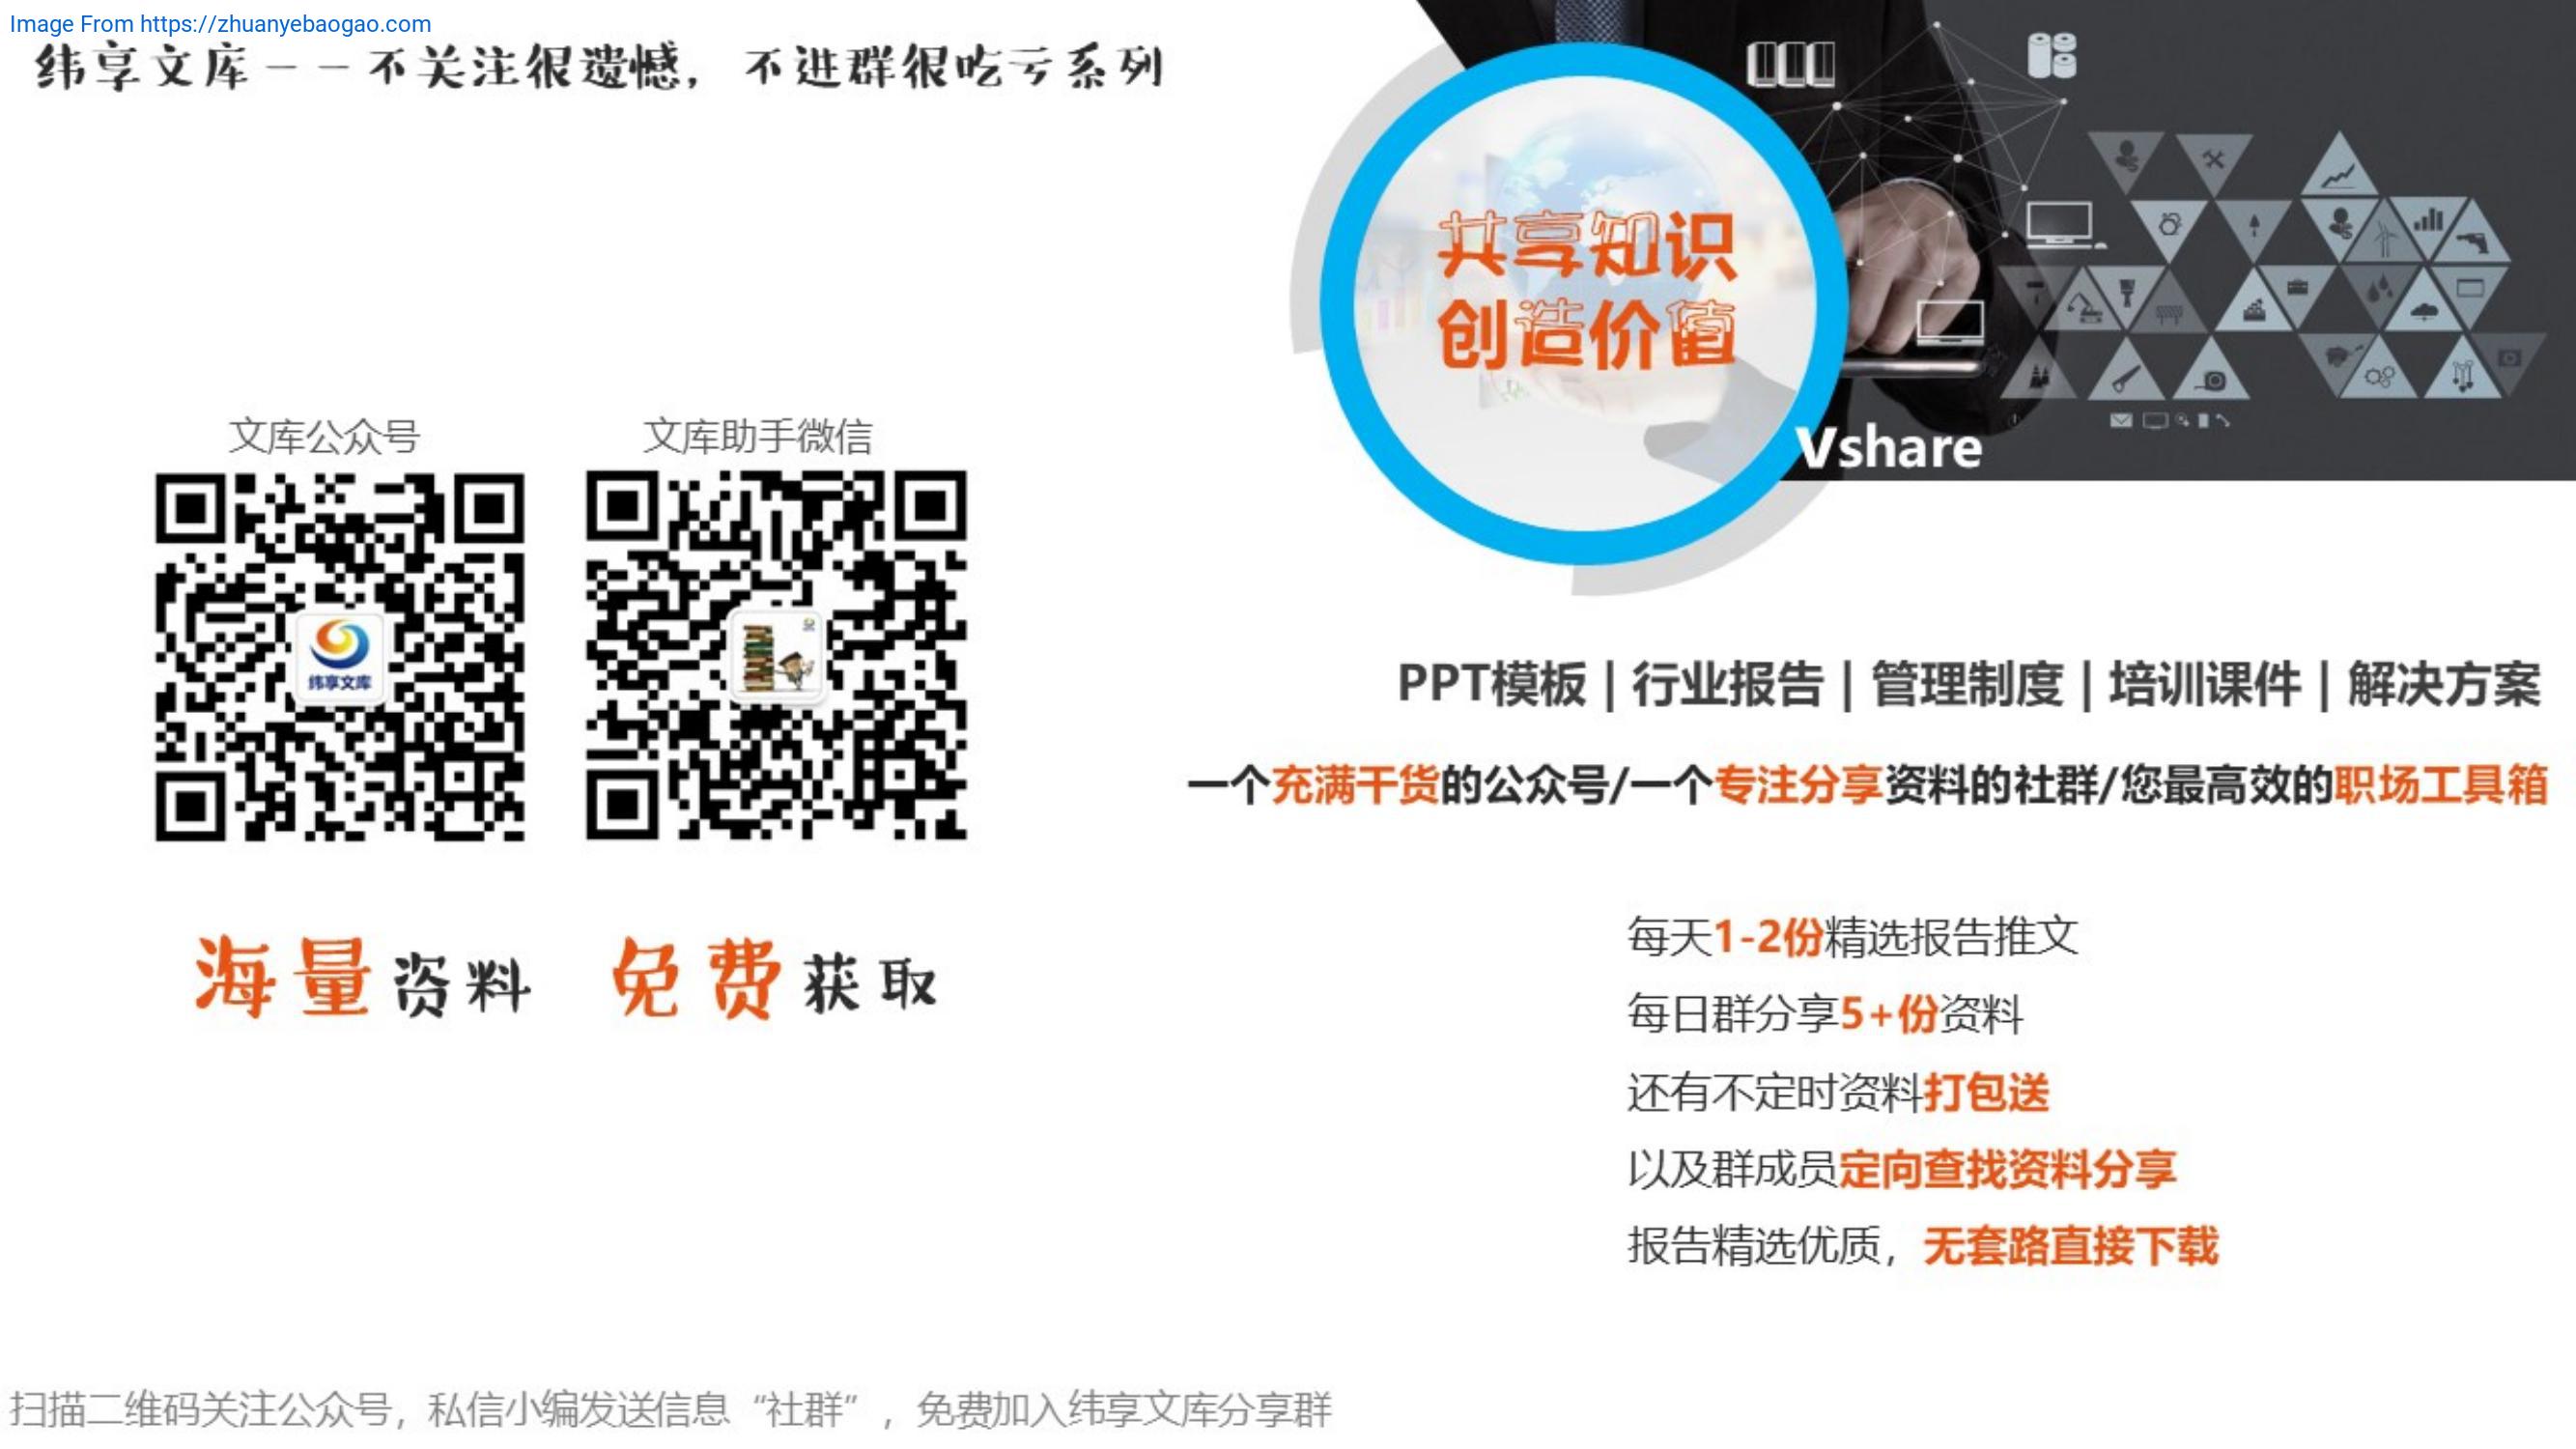 Image From https://zhuanyebaogao.com
纬享文库－－不关注很遗憾，不进群很吃亏系列
共享知识
创造价值
Vshare
文库公众号
文库助手微信
纬享文库
海量资料 免费获取
PPT模板 | 行业报告 | 管理制度 | 培训课件 | 解决方案
一个充满干货的公众号/一个专注分享资料的社群/您最高效的职场工具箱
每天1-2份精选报告推文
每日群分享5+份资料
还有不定时资料打包送
以及群成员定向查找资料分享
报告精选优质，无套路直接下载
扫描二维码关注公众号，私信小编发送信息“社群”，免费加入纬享文库分享群